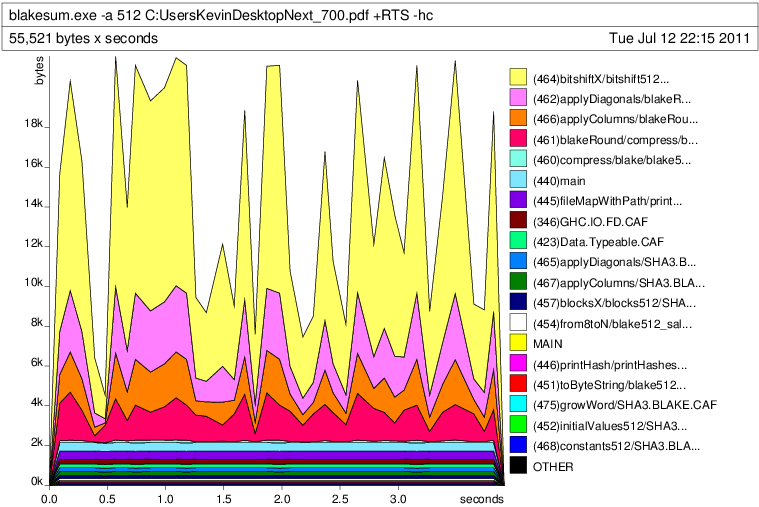 blakesum.exe -a 512 C:UsersKevinDesktopNext_700.pdf +RTS -hc
55,521 bytes x seconds Tue Jul 12 22:15 2011
bytes
18k
16k
14k
12k
10k
8k
6k
4k
2k
0k
0.0 0.5 1.0 1.5 2.0 2.5 3.0 seconds
(464)bitshiftX/bitshift512...
(462)applyDiagonals/blakeR...
(466)applyColumns/blakeRou...
(461)blakeRound/compress/b...
(460)compress/blake/blake5...
(440)main
(445)fileMapWithPath/print...
(346)GHC.IO.FD.CAF
(423)Data.Typeable.CAF
(465)applyDiagonals/SHA3.B...
(467)applyColumns/SHA3.BLA...
(457)blocksX/blocks512/SHA...
(454)from8toN/blake512_sal...
MAIN
(446)printHash/printHashes...
(451)toByteString/blake512...
(475)growWord/SHA3.BLAKE.CAF
(452)initialValues512/SHA3...
(468)constants512/SHA3.BLA...
OTHER